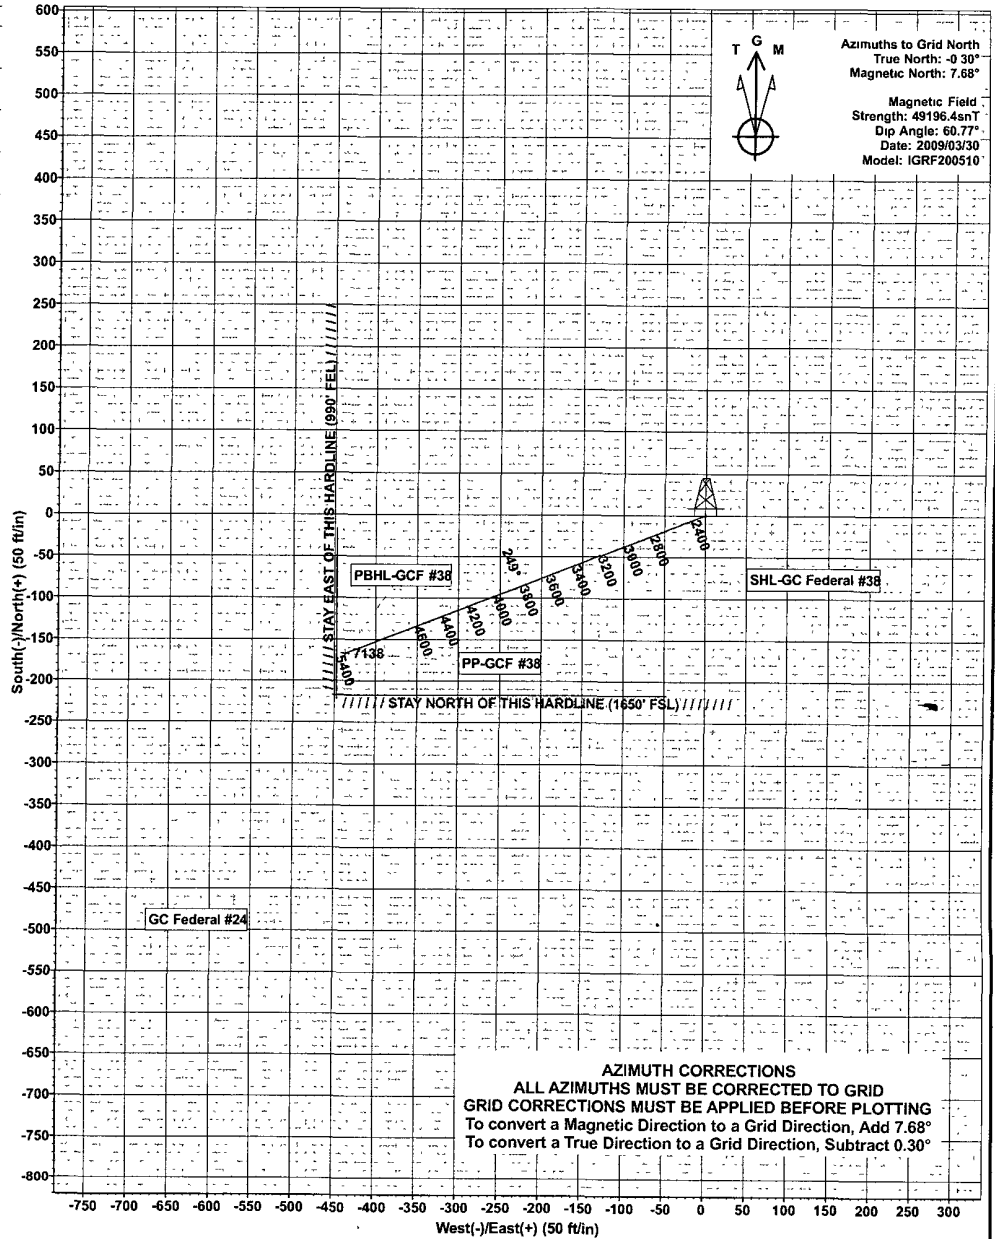 600
550
500
450
400
350
300
250
200
150
100
50
0
-50
-100
-150
-200
-250
-300
-350
-400
-450
-500
-550
-600
-650
-700
-750
-800
South(-)/North(+) (50 ft/in)
T G M
Azimuths to Grid North
True North: -0 30°
Magnetic North: 7.68°
Magnetic Field
Strength: 49196.4snT
Dip Angle: 60.77°
Date: 2009/03/30
Model: IGRF200510
STAY EAST OF THIS HARDLINE (990' FEL)
PBHL-GCF #38
249°
SHL-GC Federal #38
2400
2800
3000
3200
3400
3600
3800
4000
4200
4400
4600
5400
7138
PP-GCF #38
STAY NORTH OF THIS HARDLINE (1650' FSL)
GC Federal #24
AZIMUTH CORRECTIONS
ALL AZIMUTHS MUST BE CORRECTED TO GRID
GRID CORRECTIONS MUST BE APPLIED BEFORE PLOTTING
To convert a Magnetic Direction to a Grid Direction, Add 7.68°
To convert a True Direction to a Grid Direction, Subtract 0.30°
-750 -700 -650 -600 -550 -500 -450 -400 -350 -300 -250 -200 -150 -100 -50 0 50 100 150 200 250 300
West(-)/East(+) (50 ft/in)